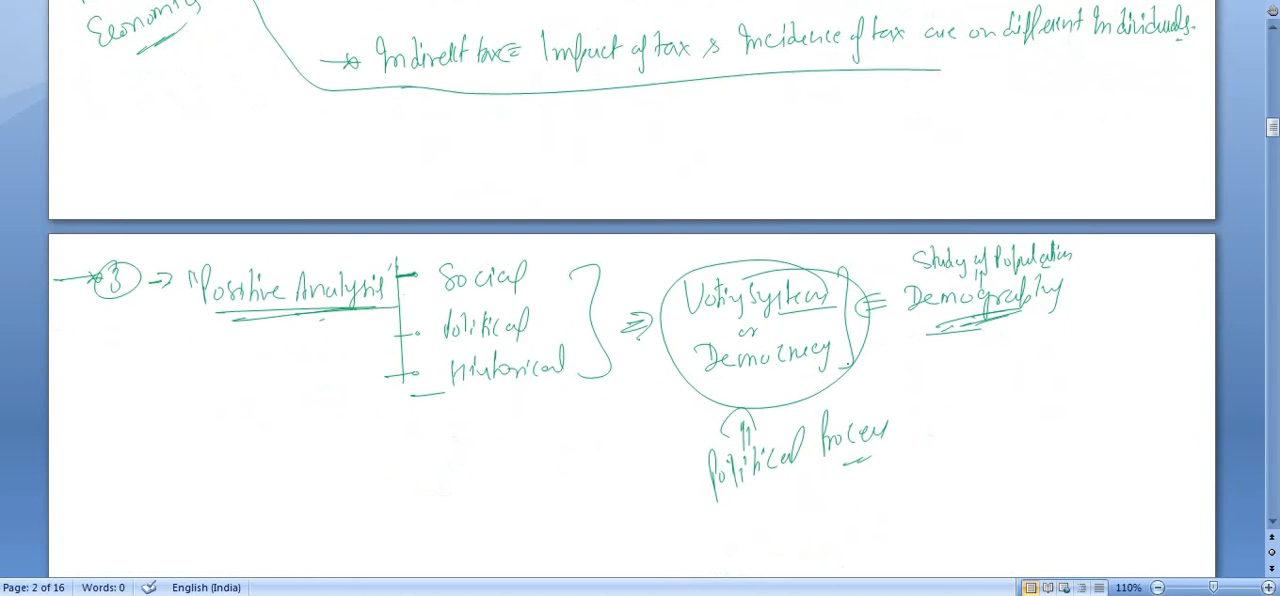 Economy
→* Indirect tax = Impact of tax & Incidence of tax are on different Individuals.
③ ⇒ "Positive Analysis"
Social
Political
Historical
⇒
Voting System
or
Democracy
Study of Population
Demography
Political Process
Page: 2 of 16 Words: 0 English (India) 110%